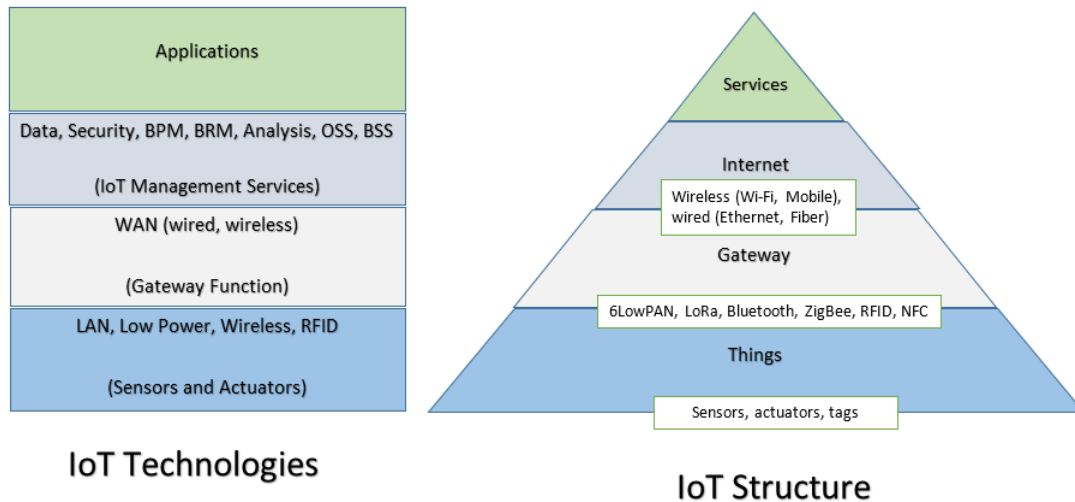 Applications
Data, Security, BPM, BRM, Analysis, OSS, BSS
(IoT Management Services)
WAN (wired, wireless)
(Gateway Function)
LAN, Low Power, Wireless, RFID
(Sensors and Actuators)
IoT Technologies
Services
Internet
Wireless (Wi-Fi, Mobile),
wired (Ethernet, Fiber)
Gateway
6LowPAN, LoRa, Bluetooth, ZigBee, RFID, NFC
Things
Sensors, actuators, tags
IoT Structure